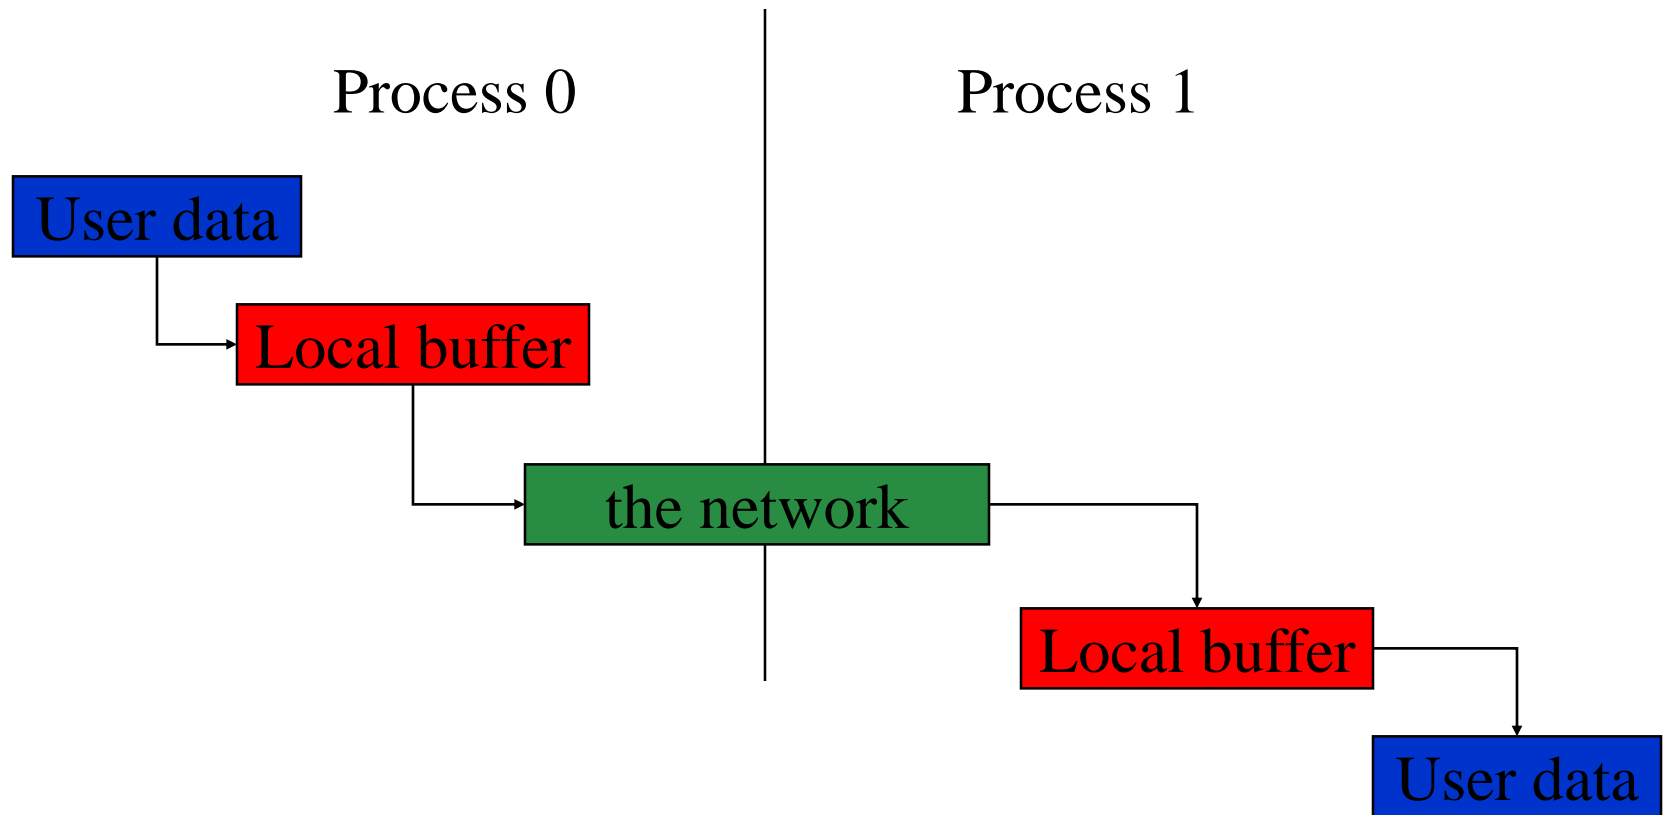 Process 0
Process 1
User data
Local buffer
the network
Local buffer
User data